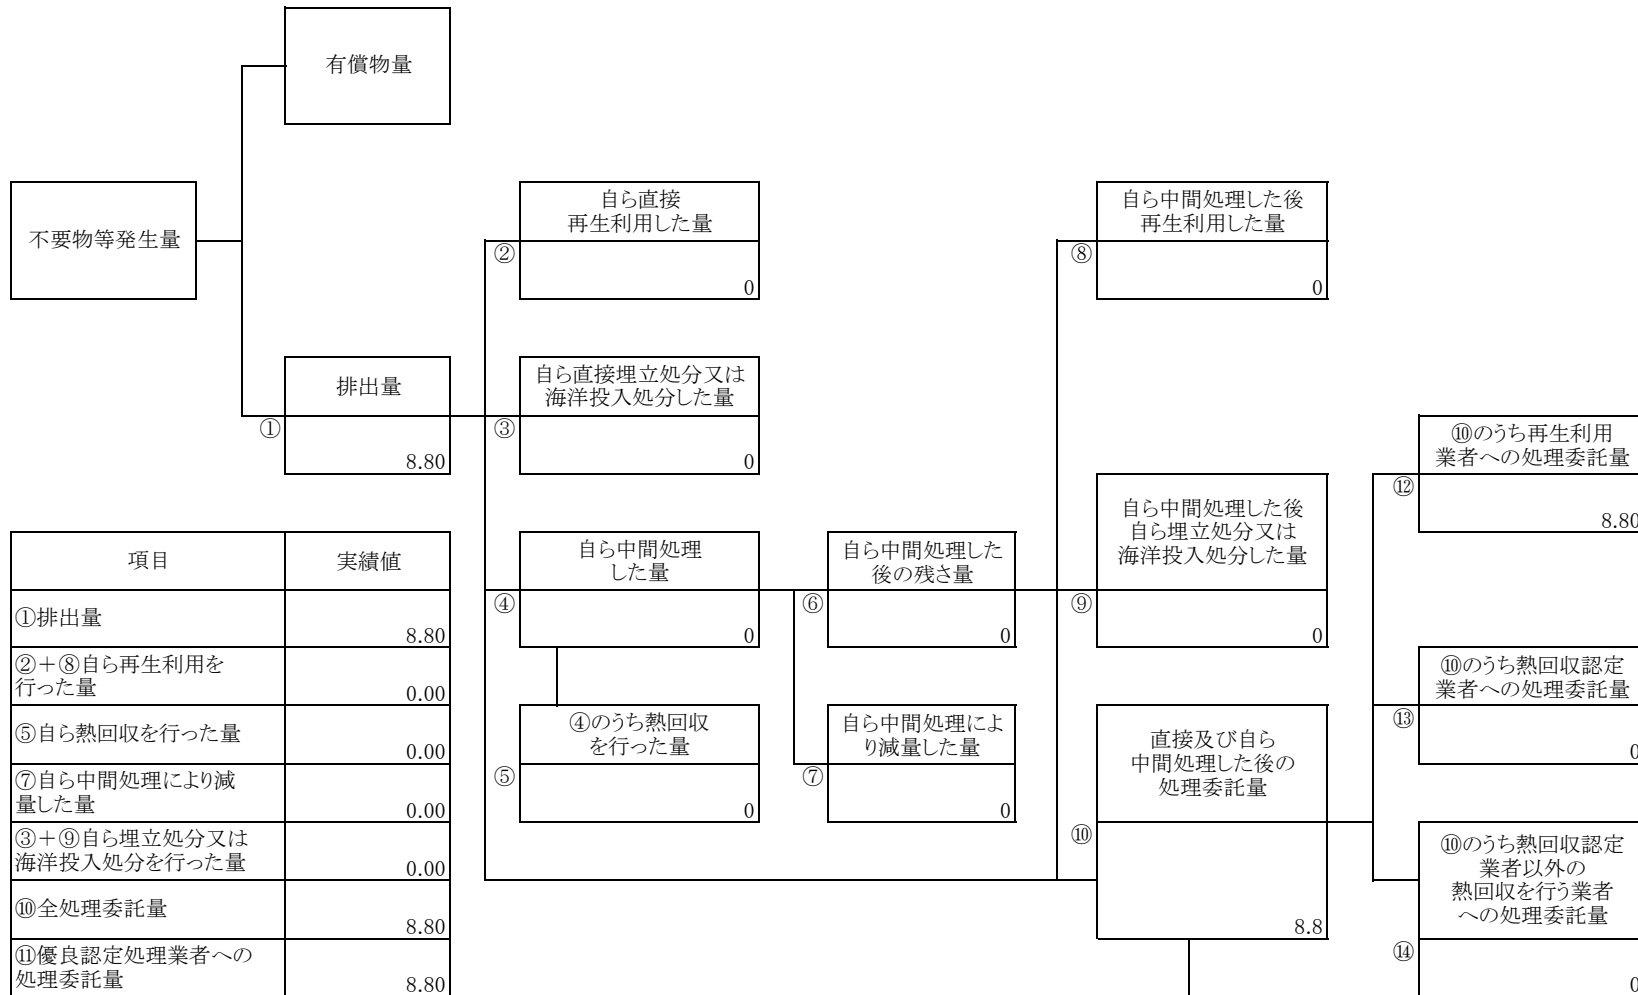 有償物量
不要物等発生量
排出量
①
8.80
自ら直接
再生利用した量
②
0
自ら直接埋立処分又は
海洋投入処分した量
③
0
自ら中間処理
した量
④
0
④のうち熱回収
を行った量
⑤
0
自ら中間処理した
後の残さ量
⑥
0
自ら中間処理によ
り減量した量
⑦
0
自ら中間処理した後
再生利用した量
⑧
0
自ら中間処理した後
自ら埋立処分又は
海洋投入処分した量
⑨
0
直接及び自ら
中間処理した後の
処理委託量
⑩
8.8
⑩のうち再生利用
業者への処理委託量
⑫
8.80
⑩のうち熱回収認定
業者への処理委託量
⑬
0
⑩のうち熱回収認定
業者以外の
熱回収を行う業者
への処理委託量
⑭
0
項目 実績値
①排出量
8.80
②+⑧自ら再生利用を
行った量 0.00
⑤自ら熱回収を行った量
0.00
⑦自ら中間処理により減
量した量 0.00
③+⑨自ら埋立処分又は
海洋投入処分を行った量 0.00
⑩全処理委託量
8.80
⑪優良認定処理業者への
処理委託量 8.80